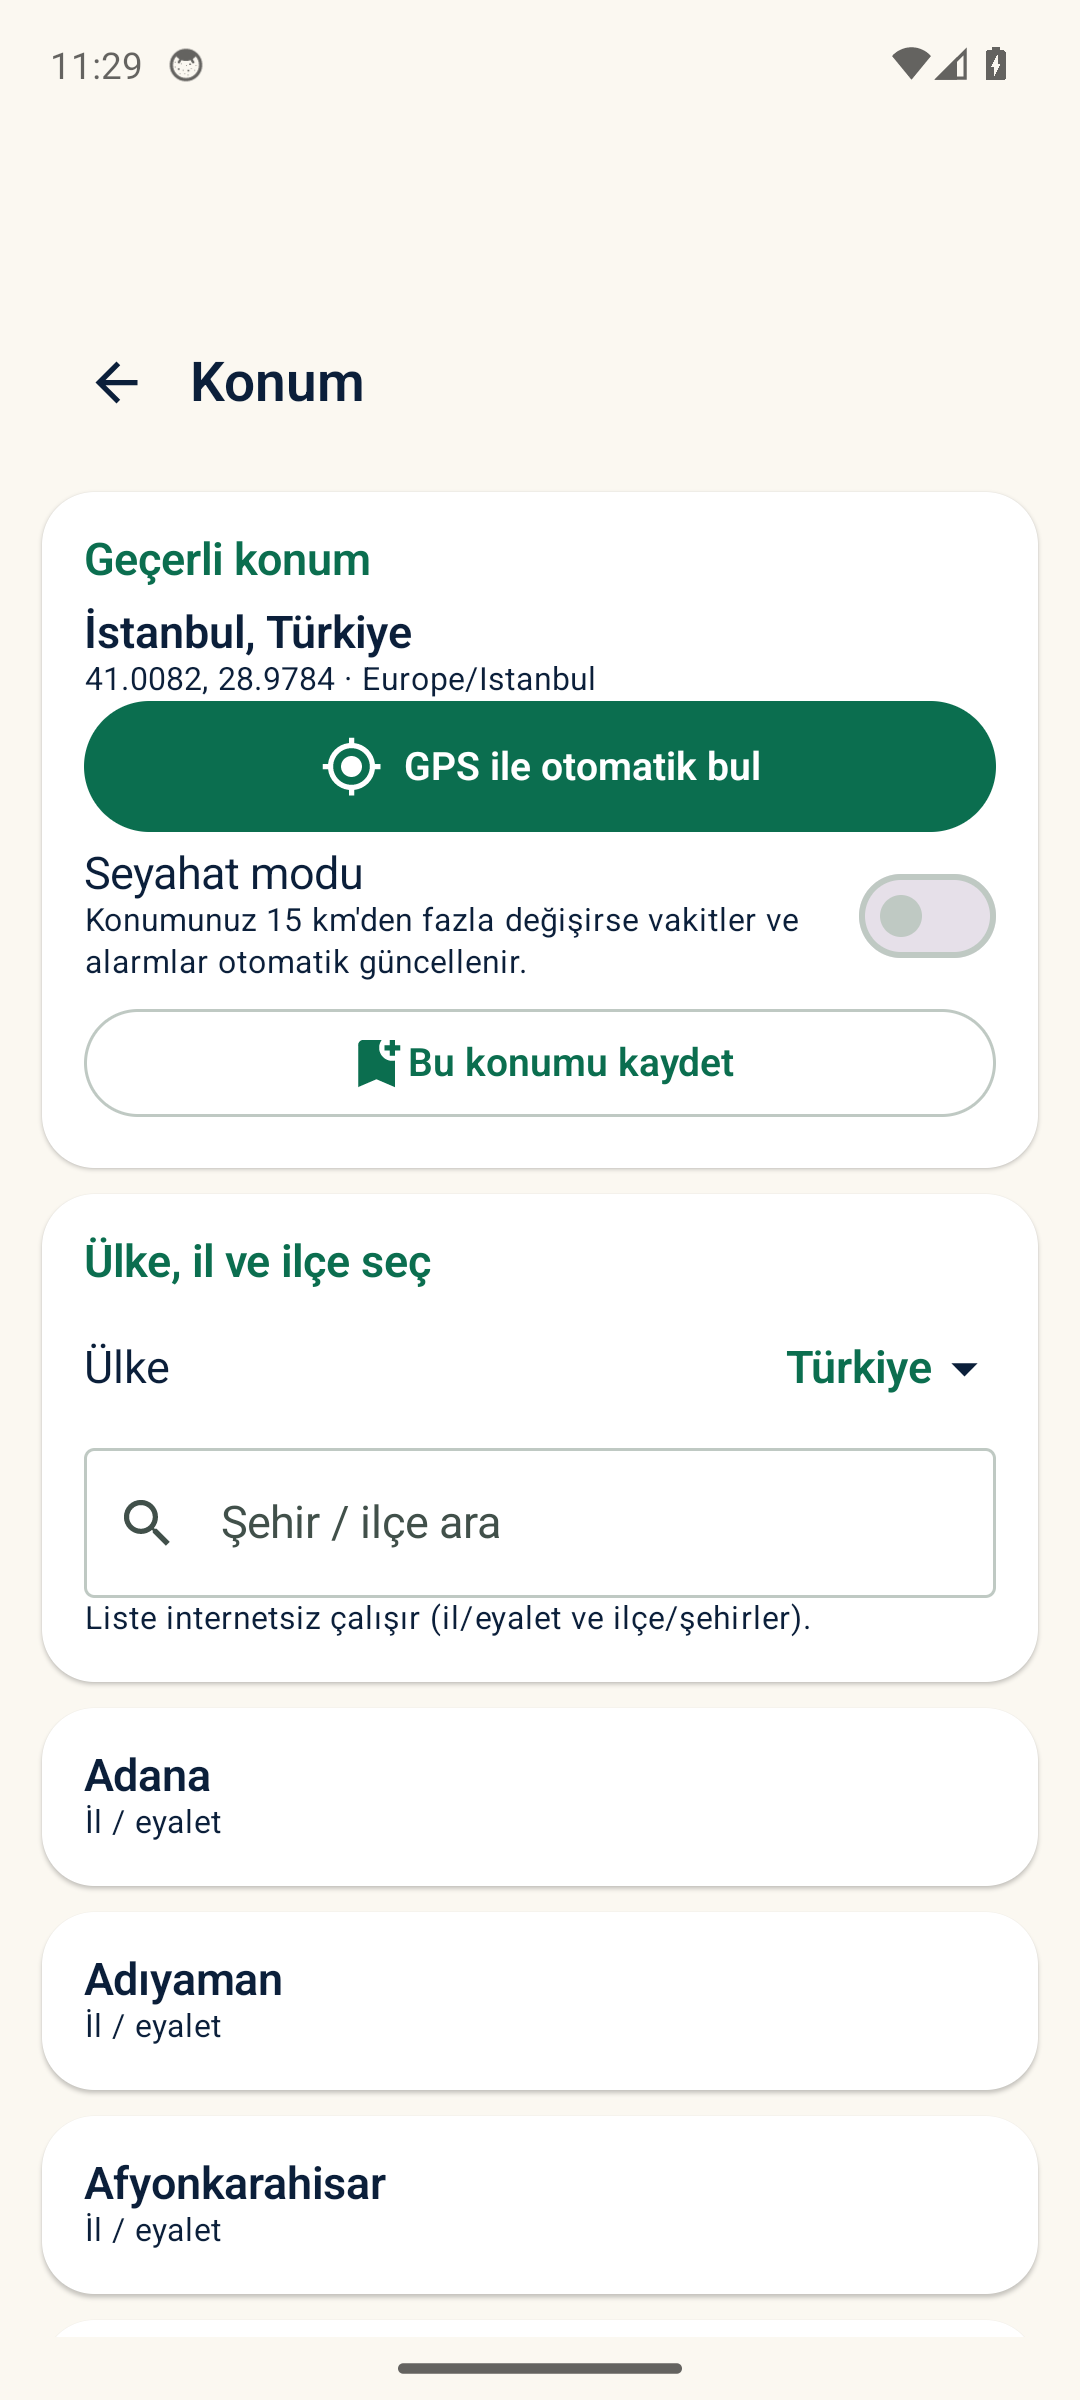 11:29
Konum
Geçerli konum
İstanbul, Türkiye
41.0082, 28.9784 · Europe/Istanbul
GPS ile otomatik bul
Seyahat modu
Konumunuz 15 km'den fazla değişirse vakitler ve
alarmlar otomatik güncellenir.
Bu konumu kaydet
Ülke, il ve ilçe seç
Ülke
Türkiye
Şehir / ilçe ara
Liste internetsiz çalışır (il/eyalet ve ilçe/şehirler).
Adana
İl / eyalet
Adıyaman
İl / eyalet
Afyonkarahisar
İl / eyalet